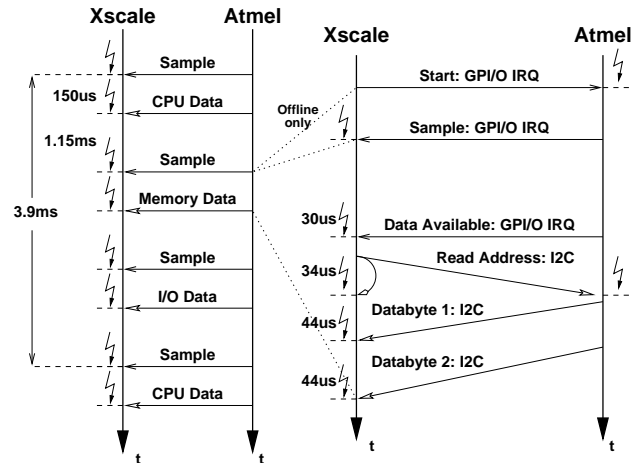 Xscale
Atmel
Sample
150us
CPU Data
1.15ms
Sample
Memory Data
3.9ms
Sample
I/O Data
Sample
CPU Data
t
t
Offline
only
Xscale
Atmel
Start: GPI/O IRQ
Sample: GPI/O IRQ
30us
Data Available: GPI/O IRQ
Read Address: I2C
34us
Databyte 1: I2C
44us
Databyte 2: I2C
44us
t
t